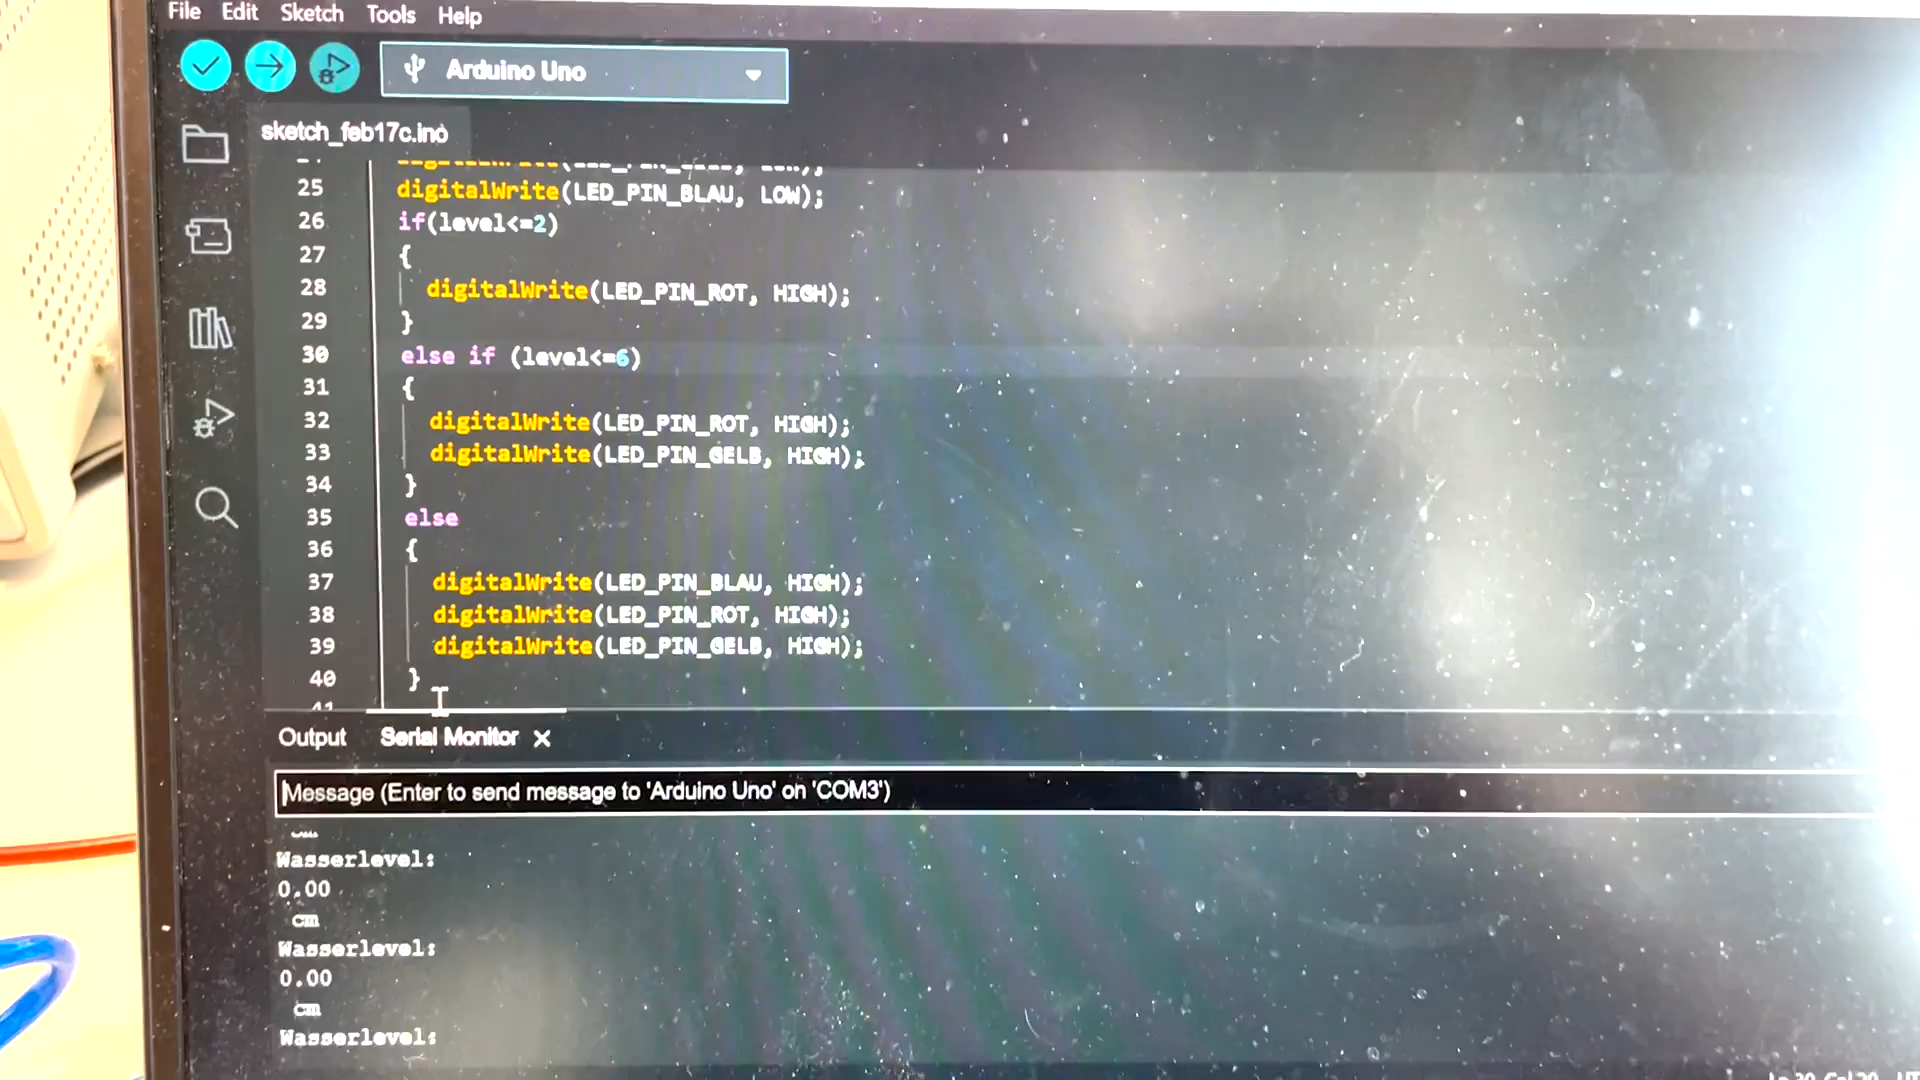 File Edit Sketch Tools Help
Arduino Uno
sketch_feb17c.ino
25 digitalWrite(LED_PIN_BLAU, LOW);
26 if(level<=2)
27 {
28 digitalWrite(LED_PIN_ROT, HIGH);
29 }
30 else if (level<=6)
31 {
32 digitalWrite(LED_PIN_ROT, HIGH);
33 digitalWrite(LED_PIN_GELB, HIGH);
34 }
35 else
36 {
37 digitalWrite(LED_PIN_BLAU, HIGH);
38 digitalWrite(LED_PIN_ROT, HIGH);
39 digitalWrite(LED_PIN_GELB, HIGH);
40 }
Output Serial Monitor
Message (Enter to send message to 'Arduino Uno' on 'COM3')
Wasserlevel:
0.00
cm
Wasserlevel:
0.00
cm
Wasserlevel: